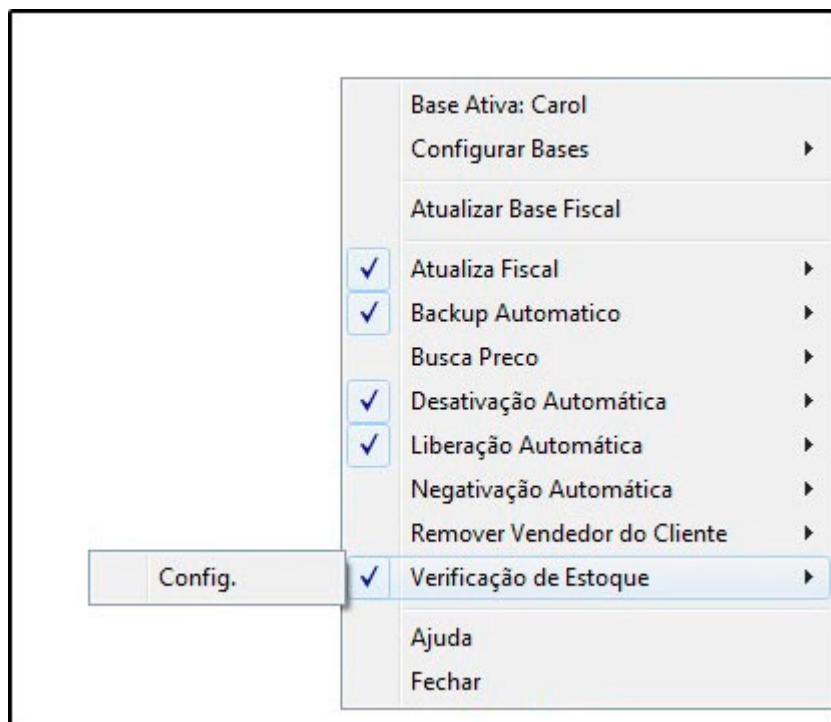 Base Ativa: Carol
Configurar Bases
Atualizar Base Fiscal
Atualiza Fiscal
Backup Automatico
Busca Preco
Desativação Automática
Liberação Automática
Negativação Automática
Remover Vendedor do Cliente
Config.
Verificação de Estoque
Ajuda
Fechar